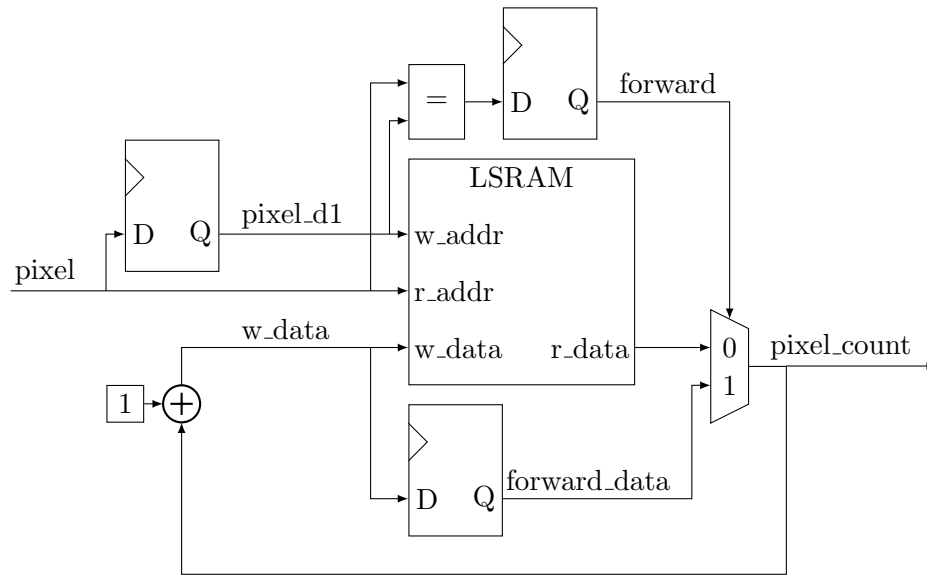 =
D
Q
forward
LSRAM
D
Q
pixel_d1
w_addr
pixel
r_addr
w_data
w_data
r_data
0
pixel_count
1
1
+
D
Q
forward_data